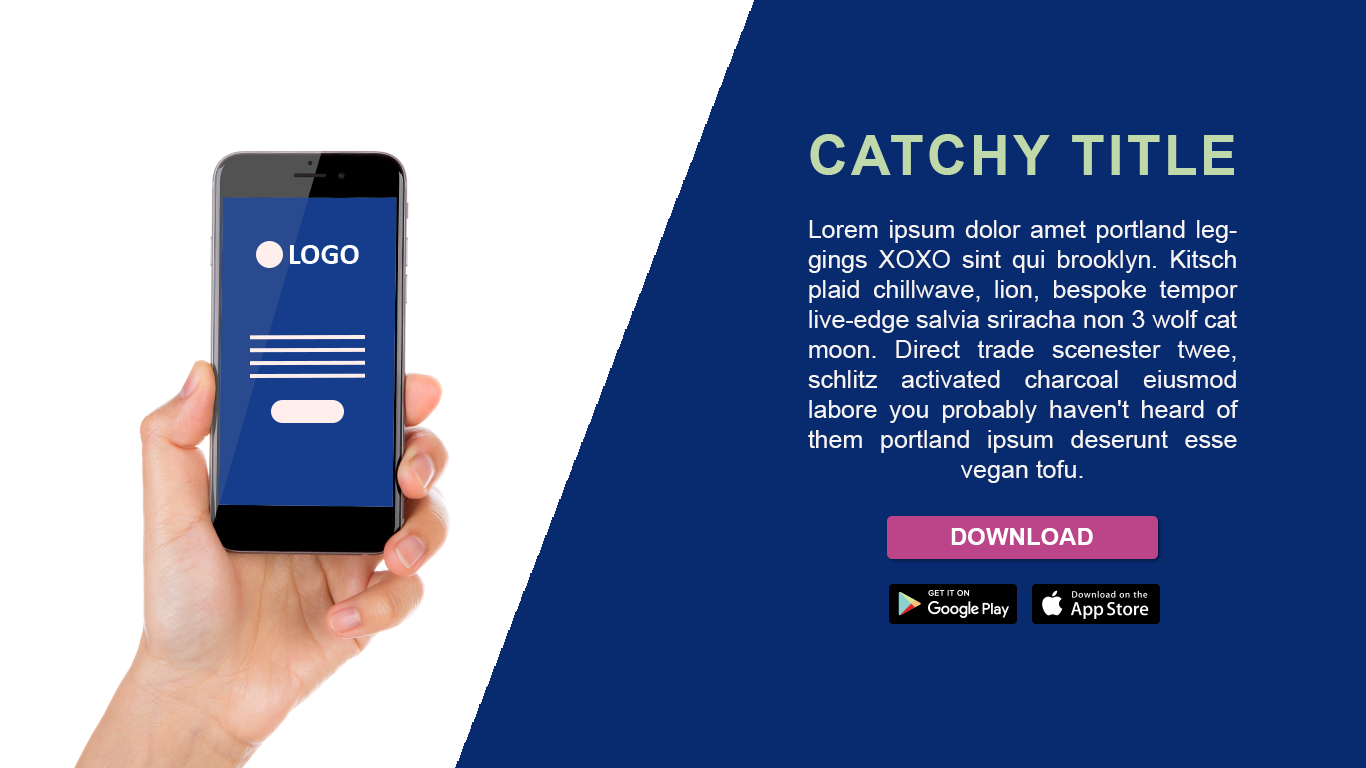 LOGO
CATCHY TITLE
Lorem ipsum dolor amet portland leg-
gings XOXO sint qui brooklyn. Kitsch
plaid chillwave, lion, bespoke tempor
live-edge salvia sriracha non 3 wolf cat
moon. Direct trade scenester twee,
schlitz activated charcoal eiusmod
labore you probably haven't heard of
them portland ipsum deserunt esse
vegan tofu.
DOWNLOAD
GET IT ON
Google Play
Download on the
App Store